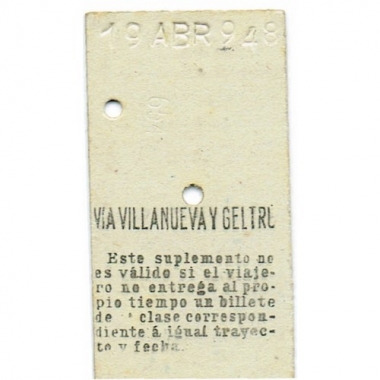 19 ABR 948
VIA VILLANUEVA Y GELTRU
Este suplemento no
es válido si el viaje-
ro no entrega al pro-
pio tiempo un billete
de ª clase correspon-
diente á igual trayec-
to y fecha.